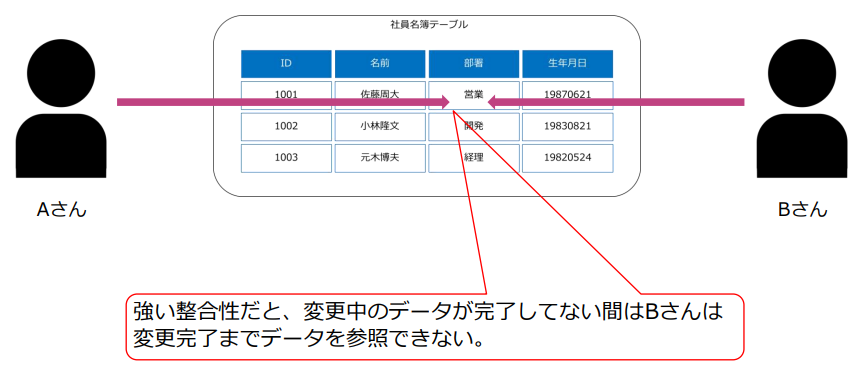 社員名簿テーブル
ID 名前 部署 生年月日
1001 佐藤周大 営業 19870621
1002 小林隆文 開発 19830821
1003 元木博夫 経理 19820524
Aさん Bさん
強い整合性だと、変更中のデータが完了してない間はBさんは
変更完了までデータを参照できない。